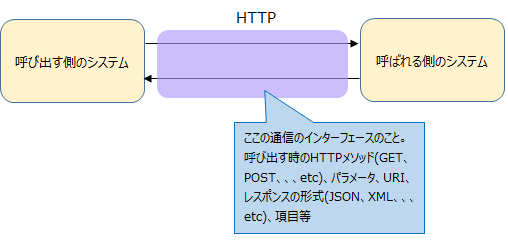 HTTP
呼び出す側のシステム
呼ばれる側のシステム
ここの通信のインターフェースのこと。
呼び出す時のHTTPメソッド(GET、
POST、、、etc)、パラメータ、URI、
レスポンスの形式(JSON、XML、、、
etc)、項目等